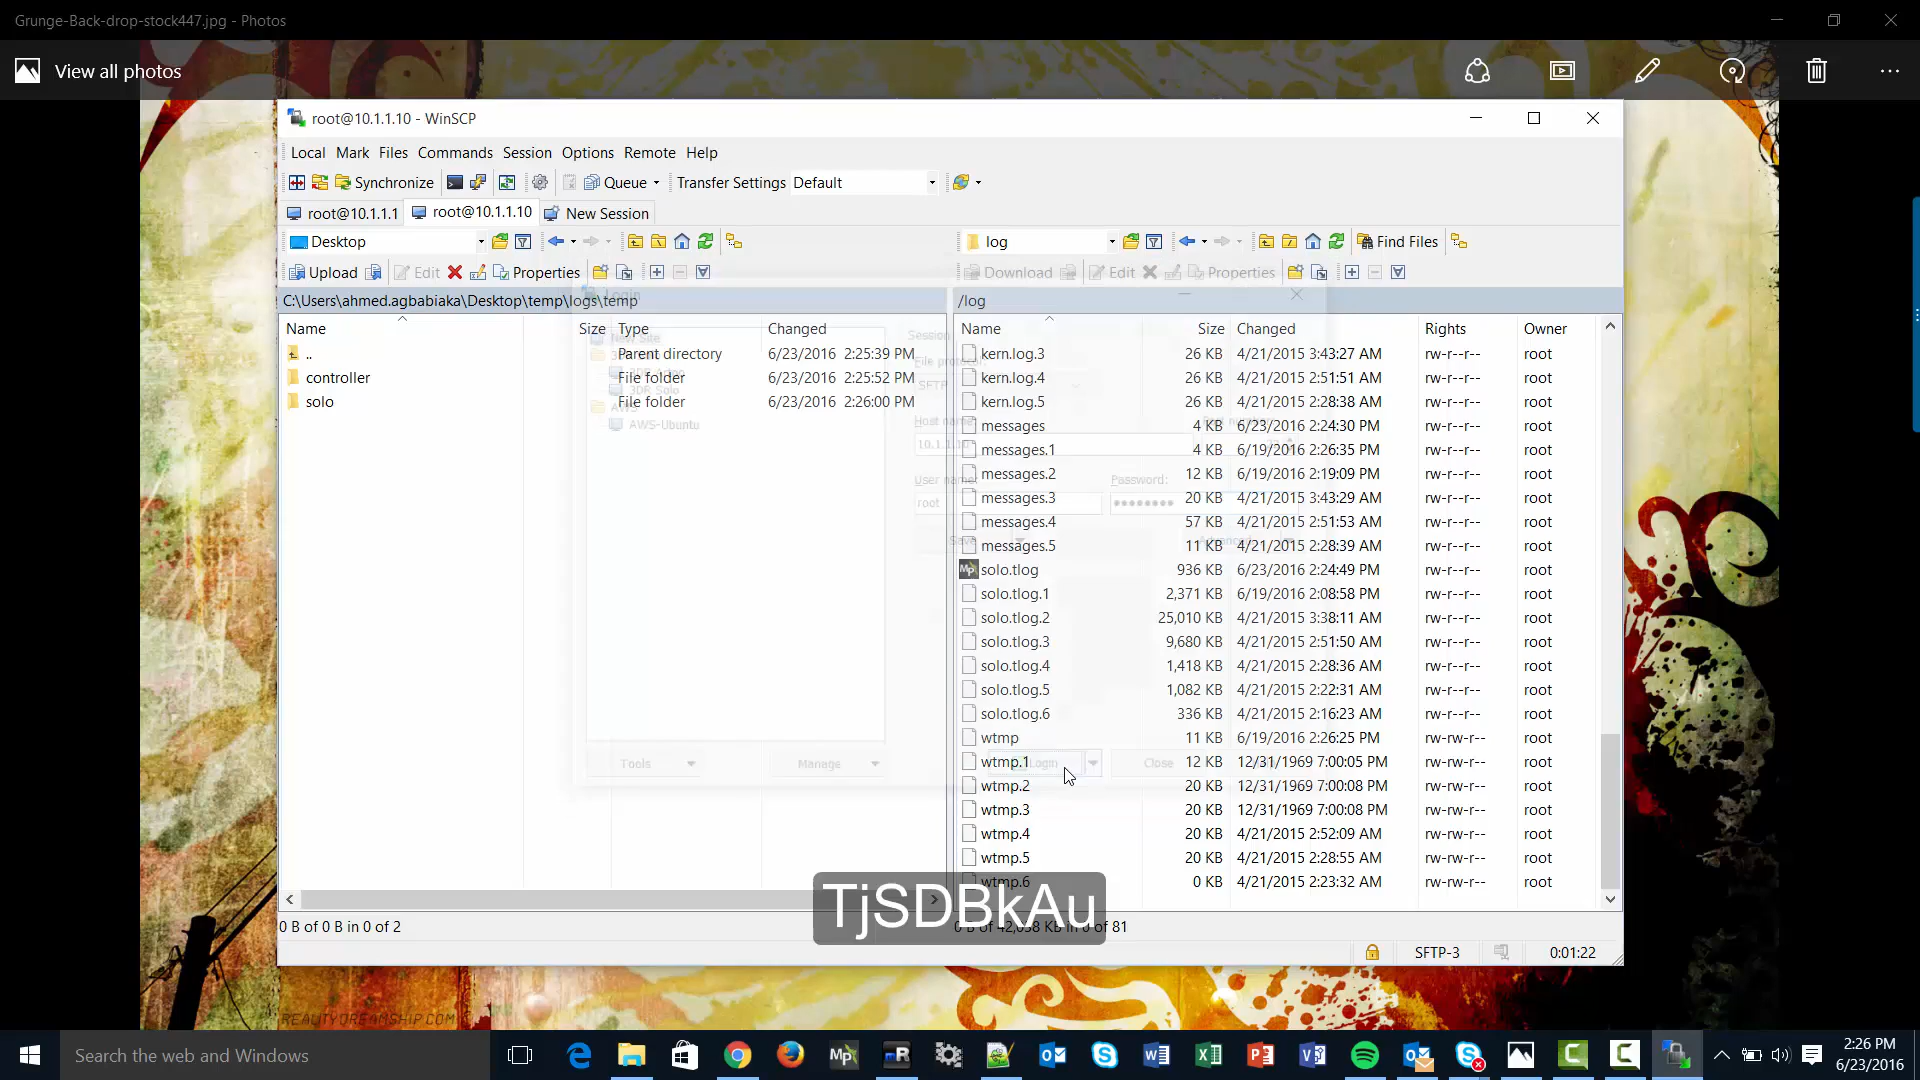 Grunge-Back-drop-stock447.jpg - Photos
View all photos
root@10.1.1.10 - WinSCP
Local Mark Files Commands Session Options Remote Help
Synchronize Queue Transfer Settings Default
root@10.1.1.1 root@10.1.1.10 New Session
Desktop log Find Files
Upload Edit Properties Download Edit Properties
C:\Users\ahmed.agbabiaka\Desktop\temp\logs\temp /log
Login
Name Size Type Changed
.. Parent directory 6/23/2016 2:25:39 PM
controller File folder 6/23/2016 2:25:52 PM
solo File folder 6/23/2016 2:26:00 PM
AWS-Ubuntu
Tools Manage
Name Size Changed Rights Owner
kern.log.3 26 KB 4/21/2015 3:43:27 AM rw-r--r-- root
kern.log.4 26 KB 4/21/2015 2:51:51 AM rw-r--r-- root
kern.log.5 26 KB 4/21/2015 2:28:38 AM rw-r--r-- root
messages 4 KB 6/23/2016 2:24:30 PM rw-r--r-- root
messages.1 4 KB 6/19/2016 2:26:35 PM rw-r--r-- root
messages.2 12 KB 6/19/2016 2:19:09 PM rw-r--r-- root
messages.3 20 KB 4/21/2015 3:43:29 AM rw-r--r-- root
messages.4 57 KB 4/21/2015 2:51:53 AM rw-r--r-- root
messages.5 11 KB 4/21/2015 2:28:39 AM rw-r--r-- root
solo.tlog 936 KB 6/23/2016 2:24:49 PM rw-r--r-- root
solo.tlog.1 2,371 KB 6/19/2016 2:08:58 PM rw-r--r-- root
solo.tlog.2 25,010 KB 4/21/2015 3:38:11 AM rw-r--r-- root
solo.tlog.3 9,680 KB 4/21/2015 2:51:50 AM rw-r--r-- root
solo.tlog.4 1,418 KB 4/21/2015 2:28:36 AM rw-r--r-- root
solo.tlog.5 1,082 KB 4/21/2015 2:22:31 AM rw-r--r-- root
solo.tlog.6 336 KB 4/21/2015 2:16:23 AM rw-r--r-- root
wtmp 11 KB 6/19/2016 2:26:25 PM rw-rw-r-- root
wtmp.1 12 KB 12/31/1969 7:00:05 PM rw-rw-r-- root
wtmp.2 20 KB 12/31/1969 7:00:08 PM rw-rw-r-- root
wtmp.3 20 KB 12/31/1969 7:00:08 PM rw-rw-r-- root
wtmp.4 20 KB 4/21/2015 2:52:09 AM rw-rw-r-- root
wtmp.5 20 KB 4/21/2015 2:28:55 AM rw-rw-r-- root
wtmp.6 0 KB 4/21/2015 2:23:32 AM rw-rw-r-- root
SFTP
User name: Password:
root
Login Close
TjSDBkAu
0 B of 0 B in 0 of 2
SFTP-3 0:01:22
REALITYDREAMSHIP.COM
Search the web and Windows
2:26 PM
6/23/2016